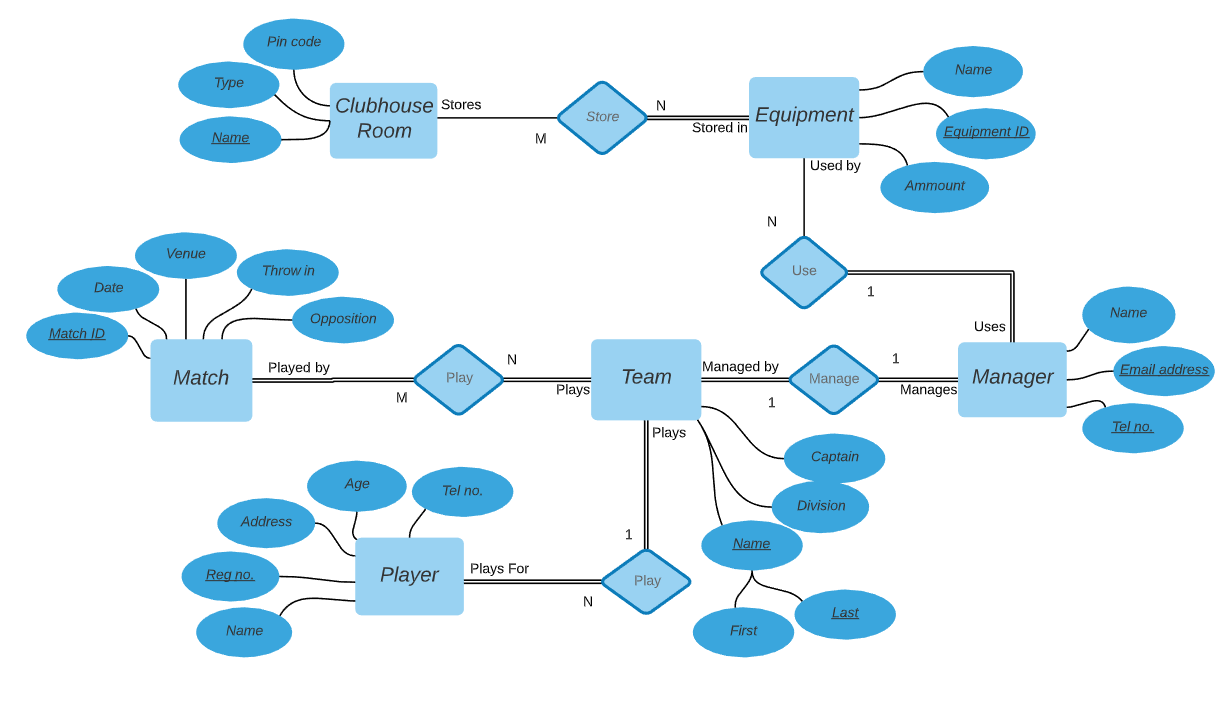 Pin code
Type
Name
Clubhouse
Room
Stores
M
Store
N
Stored in
Equipment
Name
Equipment ID
Ammount
Used by
N
Use
1
Uses
Venue
Date
Throw in
Match ID
Opposition
Match
Played by
M
Play
N
Plays
Team
Managed by
1
Manage
1
Manages
Manager
Name
Email address
Tel no.
Plays
Captain
Division
Name
First
Last
1
Play
N
Plays For
Player
Age
Tel no.
Address
Reg no.
Name